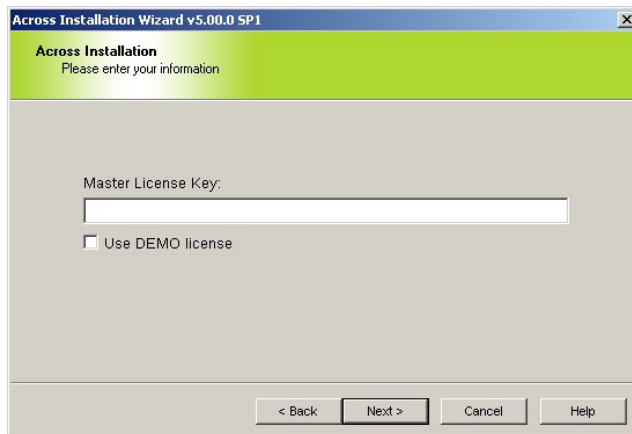 Across Installation Wizard v5.00.0 SP1
Across Installation
Please enter your information
Master License Key:
Use DEMO license
< Back Next > Cancel Help